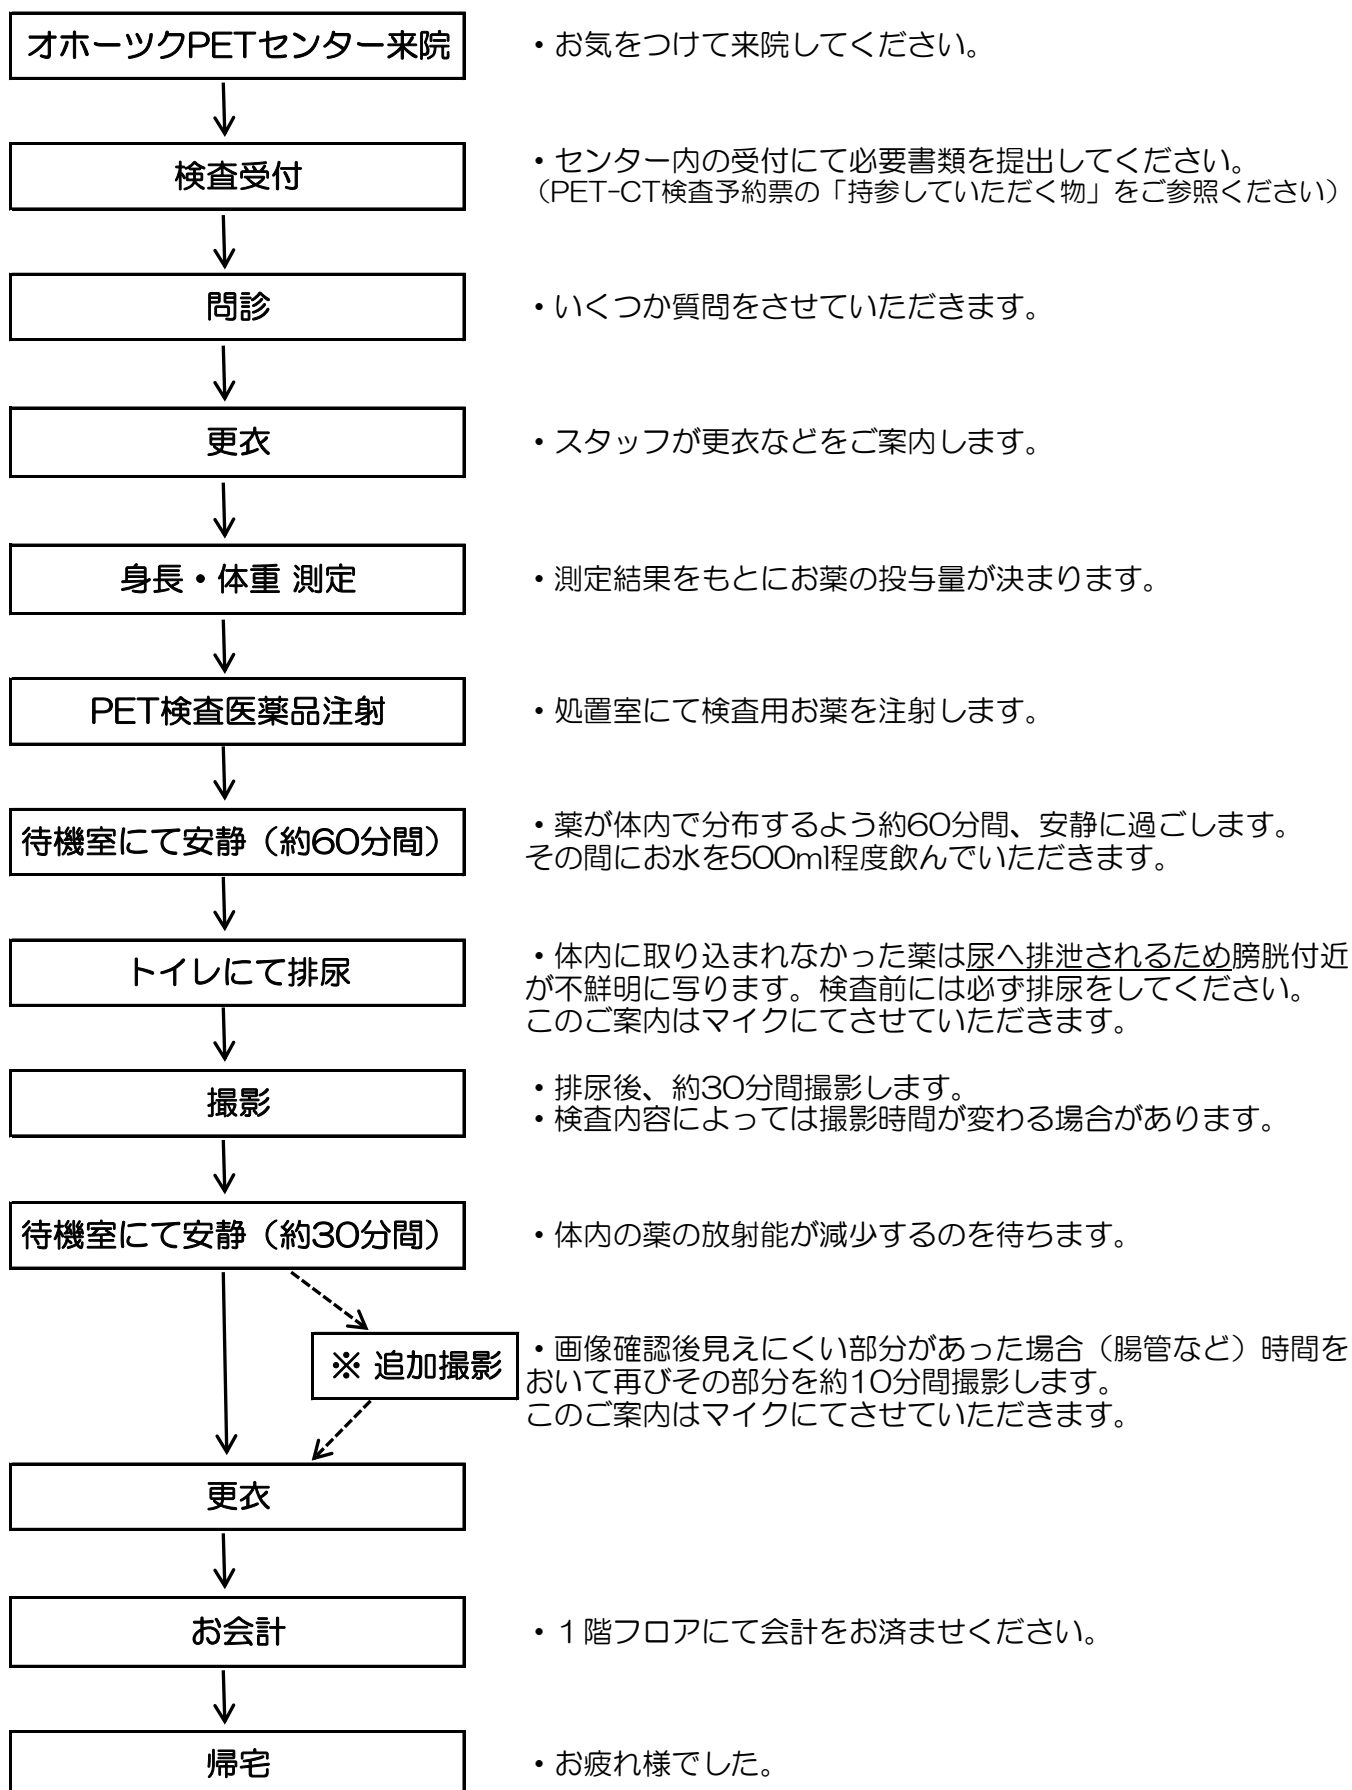 オホーツクPETセンター来院
・お気をつけて来院してください。
検査受付
・センター内の受付にて必要書類を提出してください。
（PET-CT検査予約票の「持参していただく物」をご参照ください）
問診
・いくつか質問をさせていただきます。
更衣
・スタッフが更衣などをご案内します。
身長・体重 測定
・測定結果をもとにお薬の投与量が決まります。
PET検査医薬品注射
・処置室にて検査用お薬を注射します。
待機室にて安静（約60分間）
・薬が体内で分布するよう約60分間、安静に過ごします。
その間にお水を500ml程度飲んでいただきます。
トイレにて排尿
・体内に取り込まれなかった薬は尿へ排泄されるため膀胱付近
が不鮮明に写ります。検査前には必ず排尿をしてください。
このご案内はマイクにてさせていただきます。
撮影
・排尿後、約30分間撮影します。
・検査内容によっては撮影時間が変わる場合があります。
待機室にて安静（約30分間）
・体内の薬の放射能が減少するのを待ちます。
※ 追加撮影
・画像確認後見えにくい部分があった場合（腸管など）時間を
おいて再びその部分を約10分間撮影します。
このご案内はマイクにてさせていただきます。
更衣
お会計
・１階フロアにて会計をお済ませください。
帰宅
・お疲れ様でした。